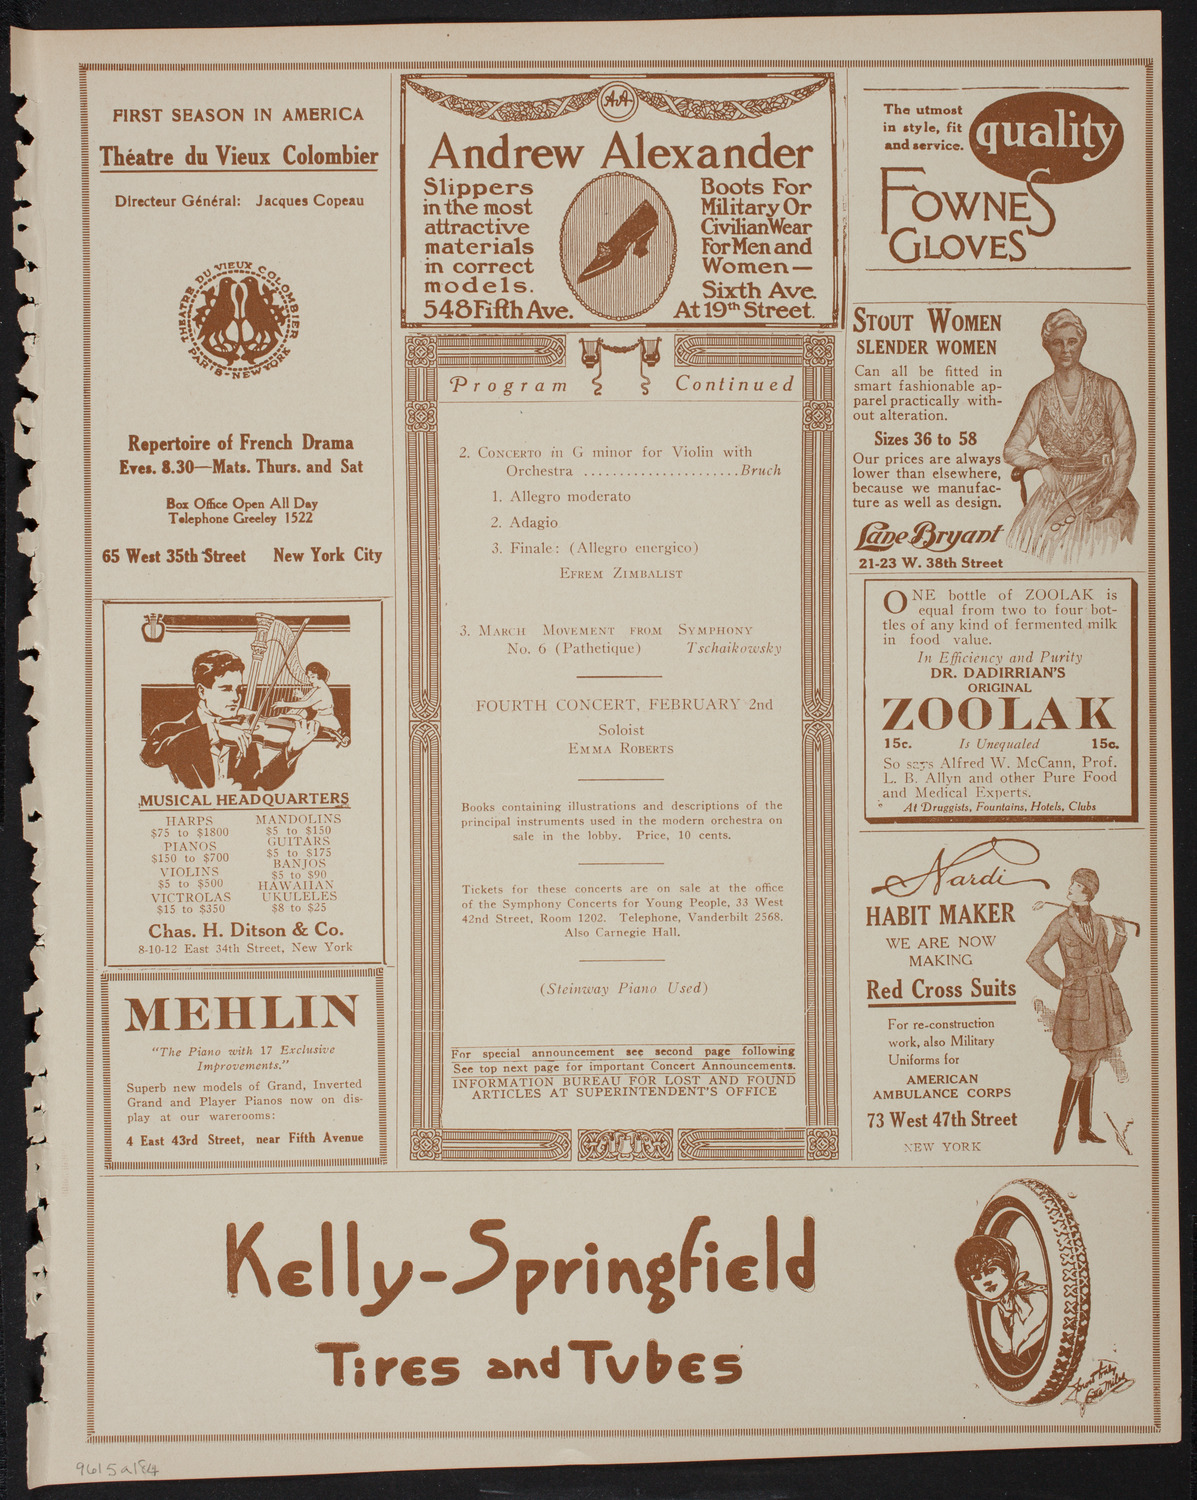 FIRST SEASON IN AMERICA
Théatre du Vieux Colombier
Directeur Général: Jacques Copeau
THEATRE DU VIEUX COLOMBIER
PARIS-NEW YORK
Repertoire of French Drama
Eves. 8.30—Mats. Thurs. and Sat
Box Office Open All Day
Telephone Greeley 1522
65 West 35th Street New York City
MUSICAL HEADQUARTERS
HARPS
$75 to $1800
PIANOS
$150 to $700
VIOLINS
$5 to $500
VICTROLAS
$15 to $350
MANDOLINS
$5 to $150
GUITARS
$5 to $175
BANJOS
$5 to $90
HAWAIIAN
UKULELES
$8 to $25
Chas. H. Ditson & Co.
8-10-12 East 34th Street, New York
MEHLIN
"The Piano with 17 Exclusive
Improvements."
Superb new models of Grand, Inverted
Grand and Player Pianos now on dis-
play at our warerooms:
4 East 43rd Street, near Fifth Avenue
AA
Andrew Alexander
Slippers
in the most
attractive
materials
in correct
models.
548 Fifth Ave.
Boots For
Military Or
Civilian Wear
For Men and
Women—
Sixth Ave.
At 19th Street.
Program Continued
2. CONCERTO in G minor for Violin with
Orchestra ......................Bruch
1. Allegro moderato
2. Adagio
3. Finale: (Allegro energico)
EFREM ZIMBALIST
3. MARCH MOVEMENT FROM SYMPHONY
No. 6 (Pathetique) Tschaikowsky
FOURTH CONCERT, FEBRUARY 2nd
Soloist
EMMA ROBERTS
Books containing illustrations and descriptions of the
principal instruments used in the modern orchestra on
sale in the lobby. Price, 10 cents.
Tickets for these concerts are on sale at the office
of the Symphony Concerts for Young People, 33 West
42nd Street, Room 1202. Telephone, Vanderbilt 2568.
Also Carnegie Hall.
(Steinway Piano Used)
For special announcement see second page following
See top next page for important Concert Announcements.
INFORMATION BUREAU FOR LOST AND FOUND
ARTICLES AT SUPERINTENDENT'S OFFICE
The utmost
in style, fit
and service.
quality
FOWNES
GLOVES
STOUT WOMEN
SLENDER WOMEN
Can all be fitted in
smart fashionable ap-
parel practically with-
out alteration.
Sizes 36 to 58
Our prices are always
lower than elsewhere,
because we manufac-
ture as well as design.
Lane Bryant
21-23 W. 38th Street
ONE bottle of ZOOLAK is
equal from two to four bot-
tles of any kind of fermented milk
in food value.
In Efficiency and Purity
DR. DADIRRIAN'S
ORIGINAL
ZOOLAK
15c. Is Unequaled 15c.
So says Alfred W. McCann, Prof.
L. B. Allyn and other Pure Food
and Medical Experts.
At Druggists, Fountains, Hotels, Clubs
Nardi
HABIT MAKER
WE ARE NOW
MAKING
Red Cross Suits
For re-construction
work, also Military
Uniforms for
AMERICAN
AMBULANCE CORPS
73 West 47th Street
NEW YORK
Kelly-Springfield
Tires and Tubes
9615a184